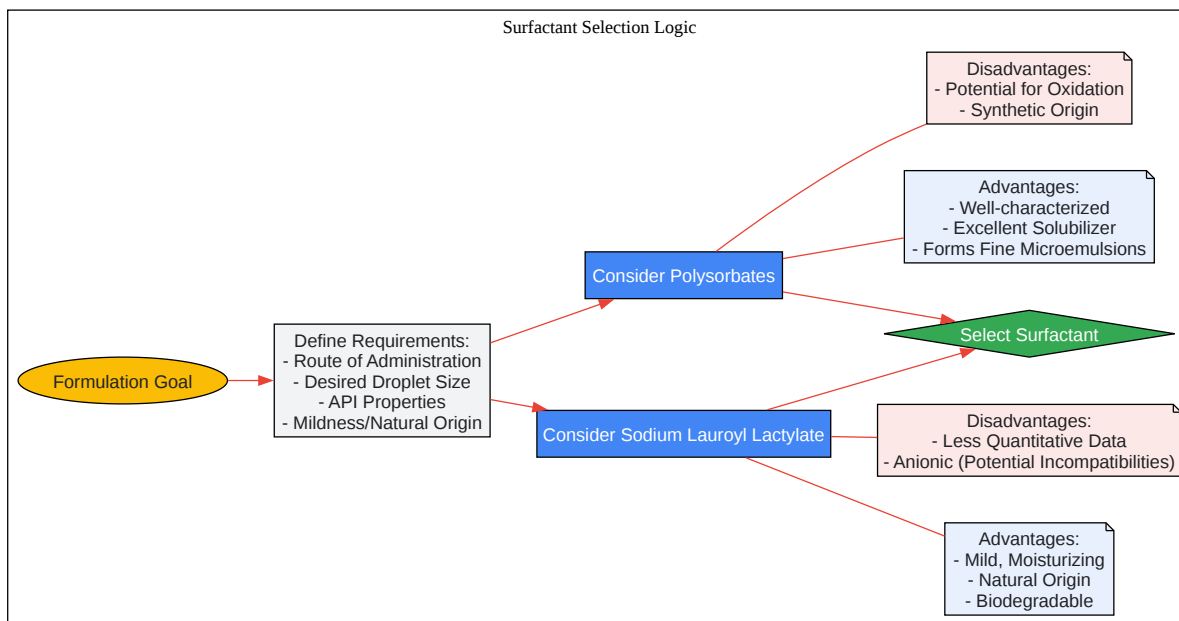 Surfactant Selection Logic
Formulation Goal
Define Requirements:
- Route of Administration
- Desired Droplet Size
- API Properties
- Mildness/Natural Origin
Consider Polysorbates
Disadvantages:
- Potential for Oxidation
- Synthetic Origin
Advantages:
- Well-characterized
- Excellent Solubilizer
- Forms Fine Microemulsions
Select Surfactant
Consider Sodium Lauroyl Lactylate
Disadvantages:
- Less Quantitative Data
- Anionic (Potential Incompatibilities)
Advantages:
- Mild, Moisturizing
- Natural Origin
- Biodegradable